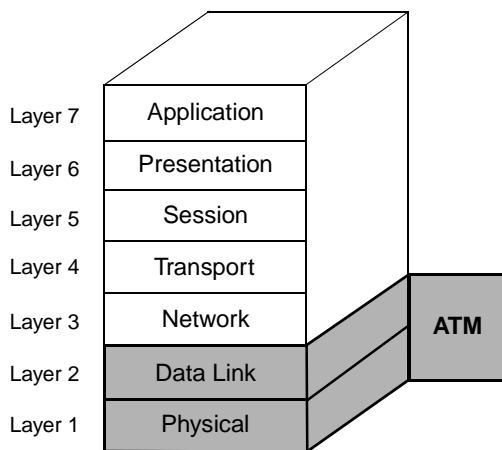 Layer 7 Application
Layer 6 Presentation
Layer 5 Session
Layer 4 Transport
Layer 3 Network
ATM
Layer 2 Data Link
Layer 1 Physical